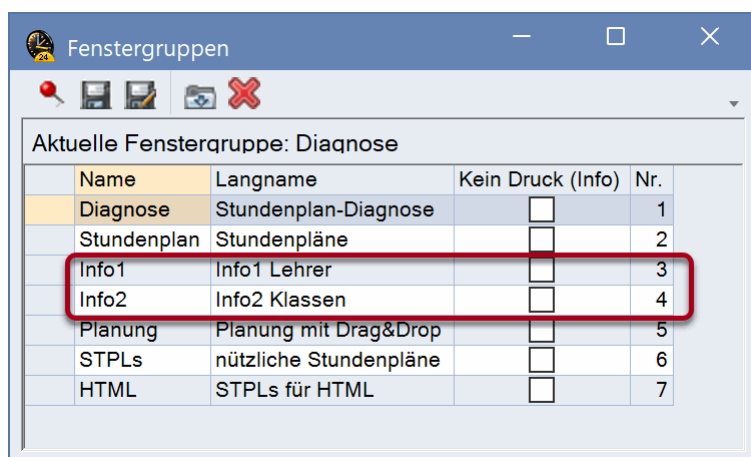 24 Fenstergruppen
Aktuelle Fenstergruppe: Diagnose
Name Langname Kein Druck (Info) Nr.
Diagnose Stundenplan-Diagnose 1
Stundenplan Stundenpläne 2
Info1 Info1 Lehrer 3
Info2 Info2 Klassen 4
Planung Planung mit Drag&Drop 5
STPLs nützliche Stundenpläne 6
HTML STPLs für HTML 7